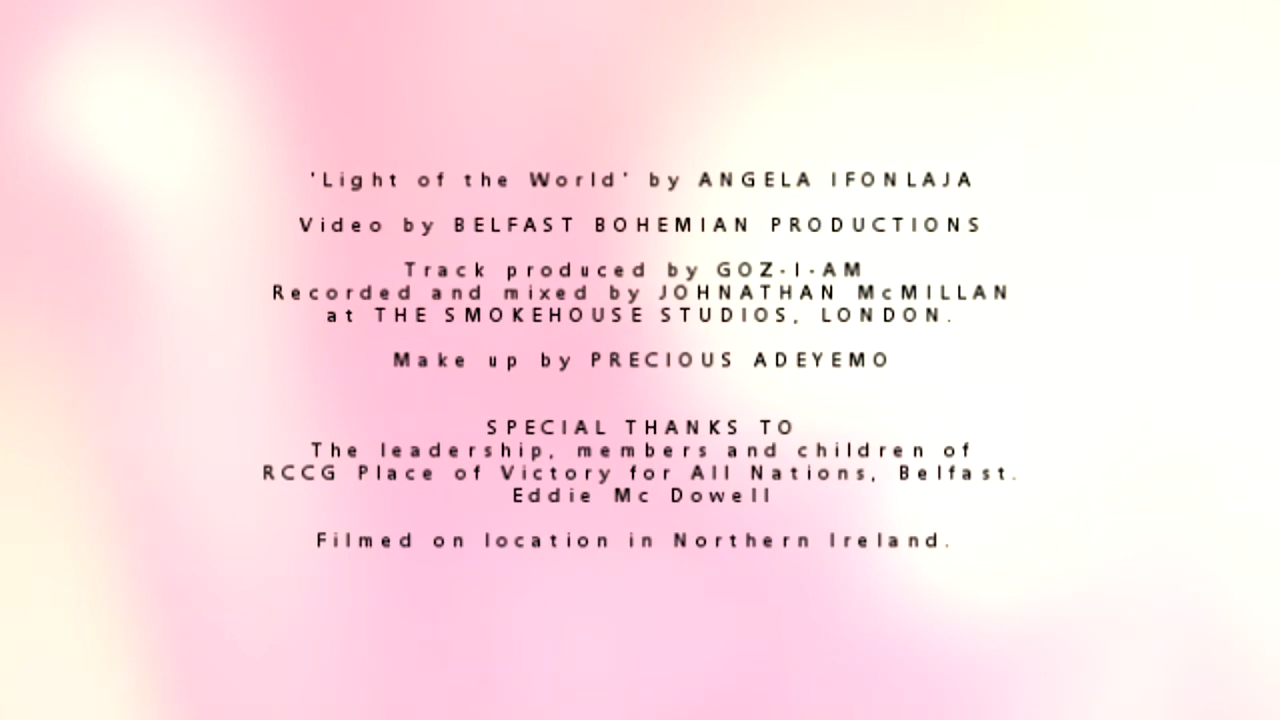 'Light of the World' by ANGELA IFONLAJA
Video by BELFAST BOHEMIAN PRODUCTIONS
Track produced by GOZ-I-AM
Recorded and mixed by JOHNATHAN McMILLAN
at THE SMOKEHOUSE STUDIOS, LONDON.
Make up by PRECIOUS ADEYEMO
SPECIAL THANKS TO
The leadership, members and children of
RCCG Place of Victory for All Nations, Belfast.
Eddie Mc Dowell
Filmed on location in Northern Ireland.